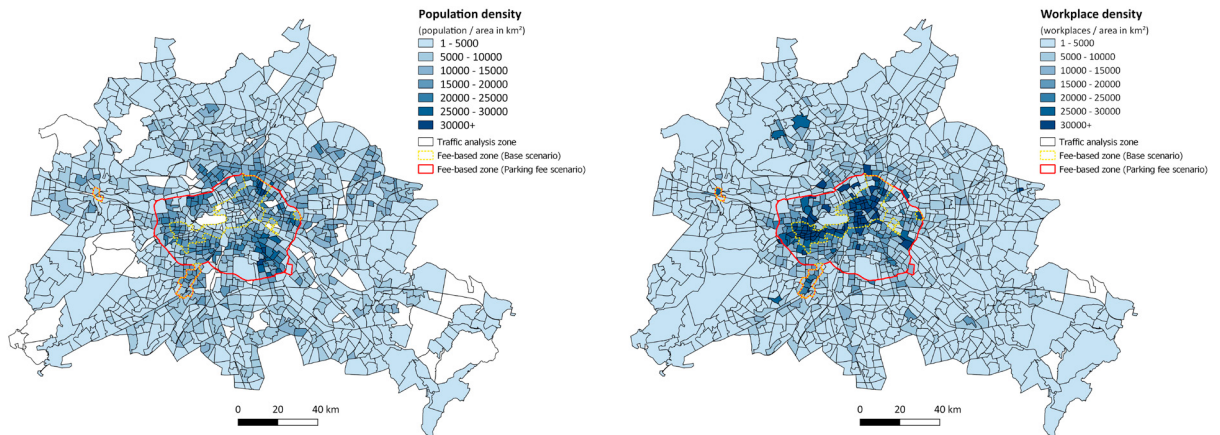 Population density
(population / area in km²)
1 - 5000
5000 - 10000
10000 - 15000
15000 - 20000
20000 - 25000
25000 - 30000
30000+
Traffic analysis zone
Fee-based zone (Base scenario)
Fee-based zone (Parking fee scenario)
0 20 40 km
Workplace density
(workplaces / area in km²)
1 - 5000
5000 - 10000
10000 - 15000
15000 - 20000
20000 - 25000
25000 - 30000
30000+
Traffic analysis zone
Fee-based zone (Base scenario)
Fee-based zone (Parking fee scenario)
0 20 40 km